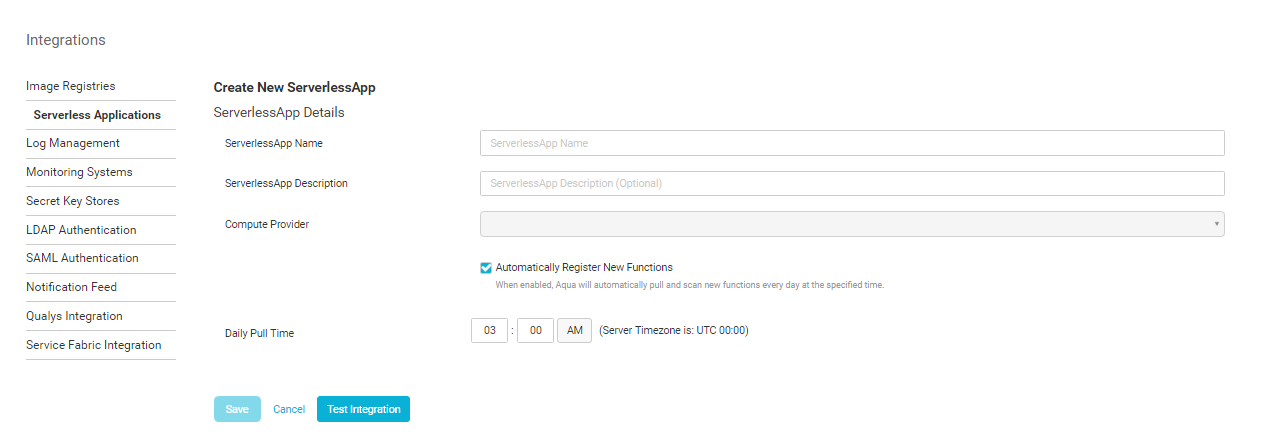 Integrations
Image Registries
Serverless Applications
Log Management
Monitoring Systems
Secret Key Stores
LDAP Authentication
SAML Authentication
Notification Feed
Qualys Integration
Service Fabric Integration
Create New ServerlessApp
ServerlessApp Details
ServerlessApp Name
ServerlessApp Name
ServerlessApp Description
ServerlessApp Description (Optional)
Compute Provider
Automatically Register New Functions
When enabled, Aqua will automatically pull and scan new functions every day at the specified time.
Daily Pull Time
03 : 00 AM (Server Timezone is: UTC 00:00)
Save Cancel Test Integration